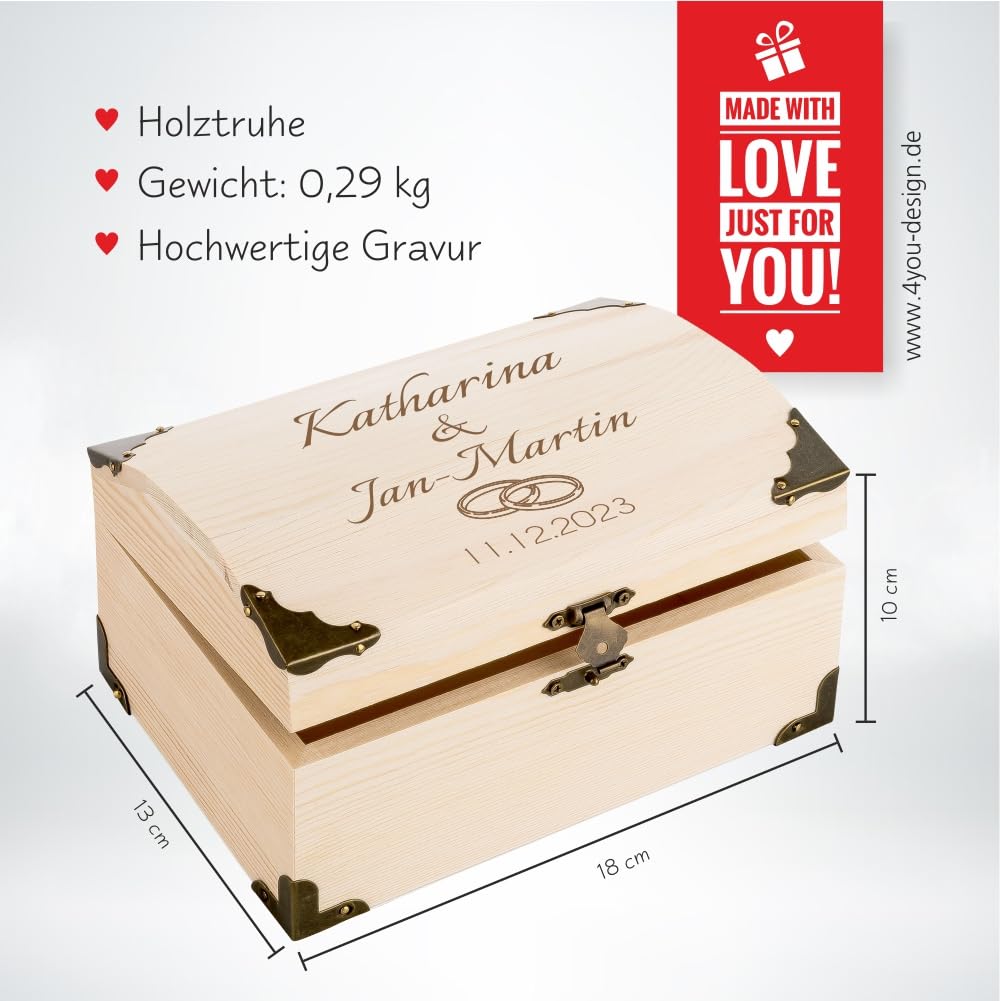 Holztruhe
Gewicht: 0,29 kg
Hochwertige Gravur
MADE WITH
LOVE
JUST FOR
YOU!
www.4you-design.de
Katharina
&
Jan-Martin
11.12.2023
10 cm
13 cm
18 cm